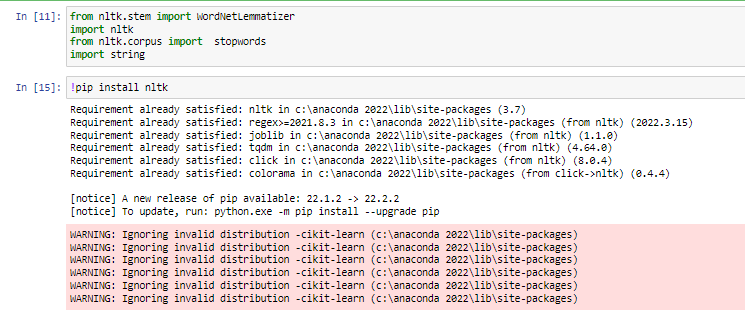 In [11]: from nltk.stem import WordNetLemmatizer
import nltk
from nltk.corpus import  stopwords
import string
In [15]: !pip install nltk
Requirement already satisfied: nltk in c:\anaconda 2022\lib\site-packages (3.7)
Requirement already satisfied: regex>=2021.8.3 in c:\anaconda 2022\lib\site-packages (from nltk) (2022.3.15)
Requirement already satisfied: joblib in c:\anaconda 2022\lib\site-packages (from nltk) (1.1.0)
Requirement already satisfied: tqdm in c:\anaconda 2022\lib\site-packages (from nltk) (4.64.0)
Requirement already satisfied: click in c:\anaconda 2022\lib\site-packages (from nltk) (8.0.4)
Requirement already satisfied: colorama in c:\anaconda 2022\lib\site-packages (from click->nltk) (0.4.4)
[notice] A new release of pip available: 22.1.2 -> 22.2.2
[notice] To update, run: python.exe -m pip install --upgrade pip
WARNING: Ignoring invalid distribution -cikit-learn (c:\anaconda 2022\lib\site-packages)
WARNING: Ignoring invalid distribution -cikit-learn (c:\anaconda 2022\lib\site-packages)
WARNING: Ignoring invalid distribution -cikit-learn (c:\anaconda 2022\lib\site-packages)
WARNING: Ignoring invalid distribution -cikit-learn (c:\anaconda 2022\lib\site-packages)
WARNING: Ignoring invalid distribution -cikit-learn (c:\anaconda 2022\lib\site-packages)
WARNING: Ignoring invalid distribution -cikit-learn (c:\anaconda 2022\lib\site-packages)